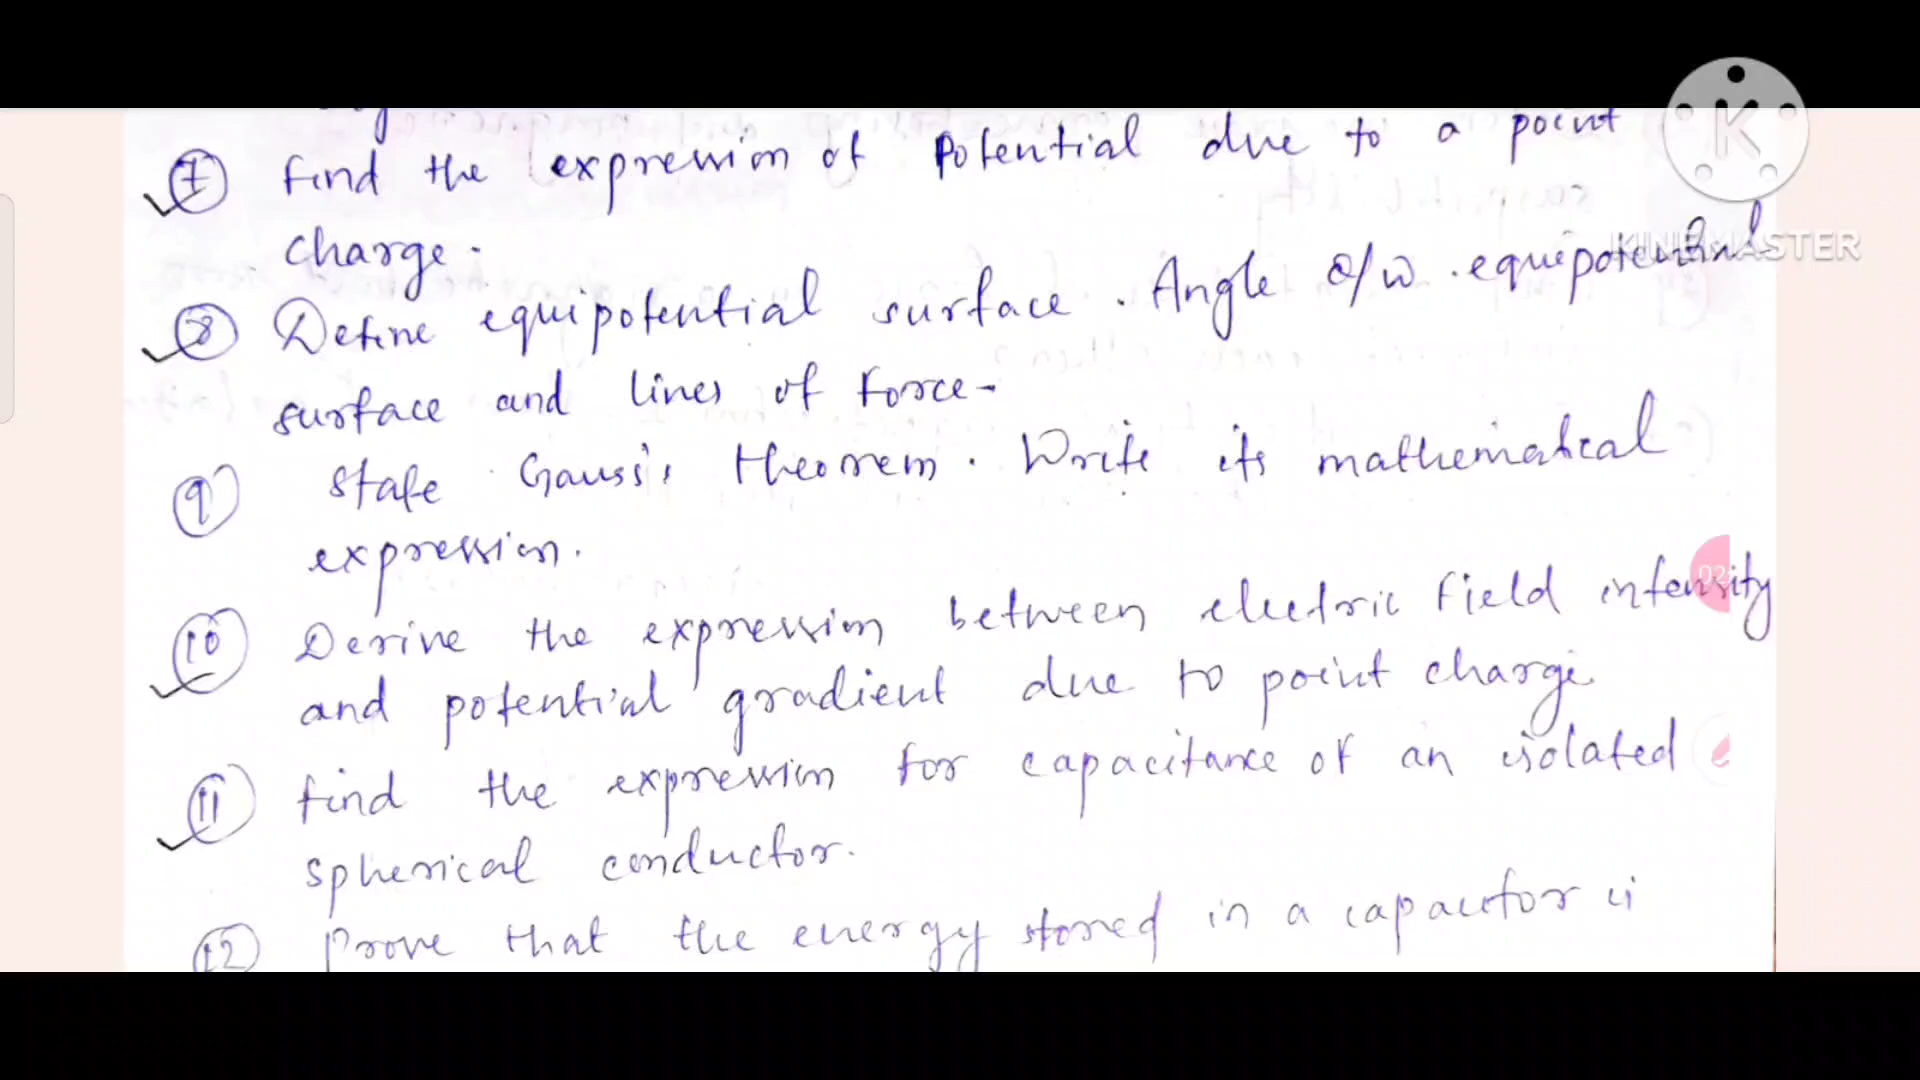 7 Find the expression of Potential due to a point
charge.
8 Define equipotential surface. Angle b/w equipotential
surface and lines of force-
9 State Gauss's theorem. Write its mathematical
expression.
10 Derive the expression between electric field intensity
and potential gradient due to point charge.
11 find the expression for capacitance of an isolated
spherical conductor.
12 Prove that the energy stored in a capacitor is
K
KINEMASTER